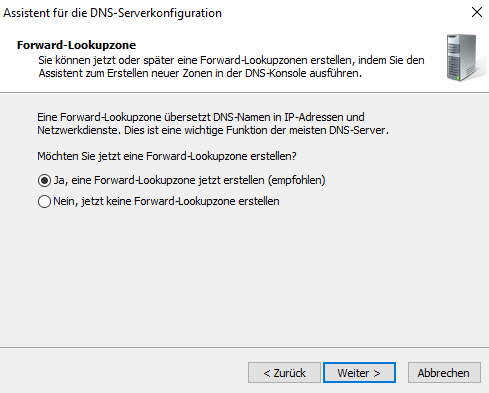 Assistent für die DNS-Serverkonfiguration
Forward-Lookupzone
Sie können jetzt oder später eine Forward-Lookupzonen erstellen, indem Sie den
Assistent zum Erstellen neuer Zonen in der DNS-Konsole ausführen.
Eine Forward-Lookupzone übersetzt DNS-Namen in IP-Adressen und
Netzwerkdienste. Dies ist eine wichtige Funktion der meisten DNS-Server.
Möchten Sie jetzt eine Forward-Lookupzone erstellen?
Ja, eine Forward-Lookupzone jetzt erstellen (empfohlen)
Nein, jetzt keine Forward-Lookupzone erstellen
< Zurück Weiter > Abbrechen